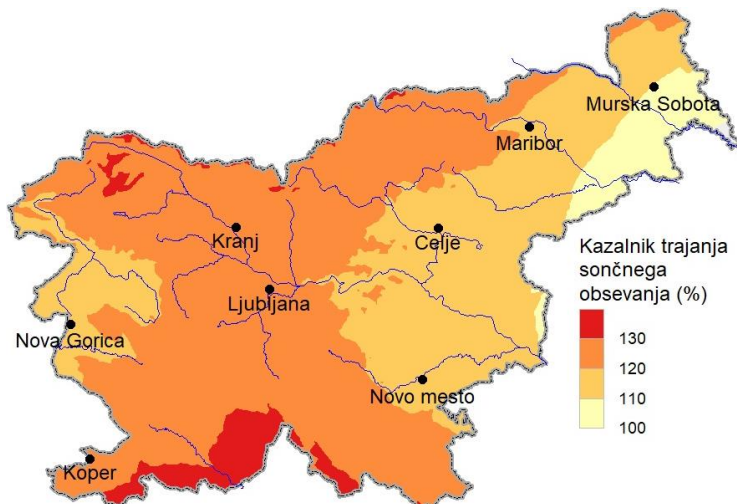 Murska Sobota
Maribor
Kranj
Celje
Ljubljana
Nova Gorica
Novo mesto
Koper
Kazalnik trajanja
sončnega
obsevanja (%)
130
120
110
100